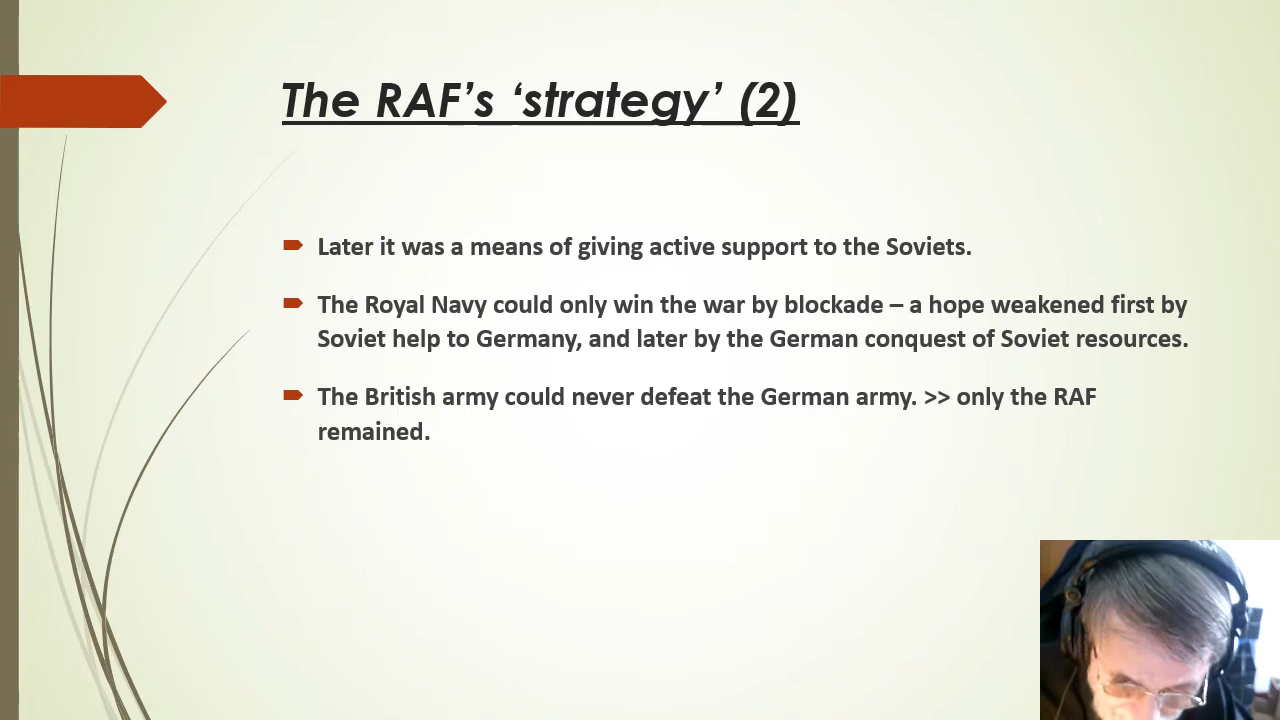 The RAF’s ‘strategy’ (2)
Later it was a means of giving active support to the Soviets.
The Royal Navy could only win the war by blockade – a hope weakened first by
Soviet help to Germany, and later by the German conquest of Soviet resources.
The British army could never defeat the German army. >> only the RAF
remained.